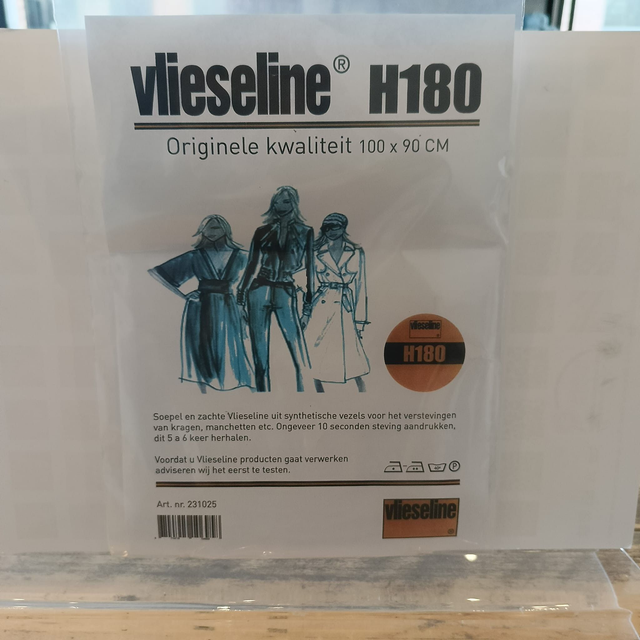 vlieseline® H180
Originele kwaliteit 100 x 90 CM
vlieseline
H180
Soepel en zachte Vlieseline uit synthetische vezels voor het verstevingen
van kragen, manchetten etc. Ongeveer 10 seconden steving aandrukken,
dit 5 a 6 keer herhalen.
Voordat u Vlieseline producten gaat verwerken
adviseren wij het eerst te testen.
P
Art. nr. 231025
vlieseline